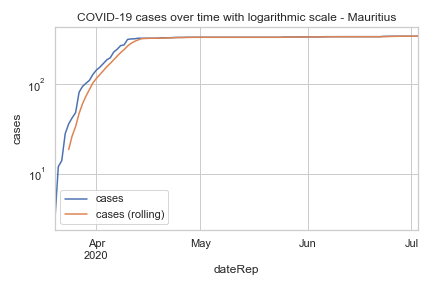 COVID-19 cases over time with logarithmic scale - Mauritius
cases
10²
10¹
cases
cases (rolling)
Apr
2020
May
Jun
Jul
dateRep